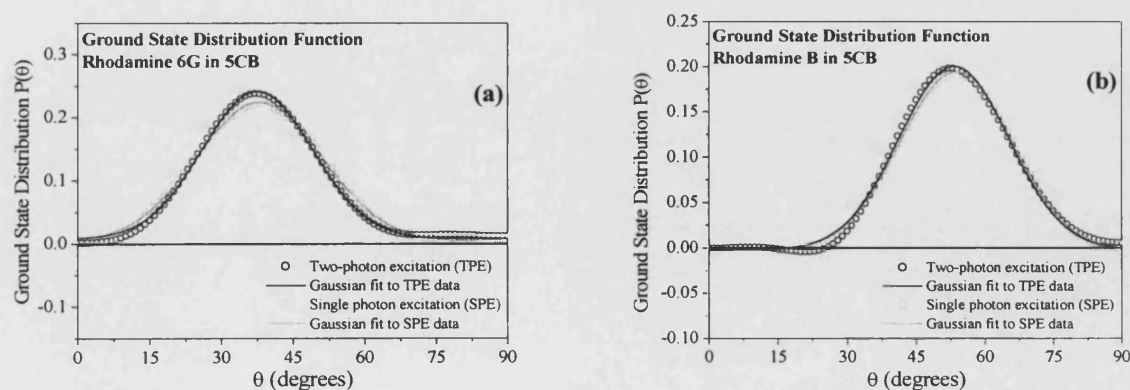 Ground State Distribution Function
Rhodamine 6G in 5CB
(a)
Ground State Distribution P(θ)
0.3
0.2
0.1
0.0
-0.1
Two-photon excitation (TPE)
Gaussian fit to TPE data
Single photon excitation (SPE)
Gaussian fit to SPE data
0 15 30 45 60 75 90
θ (degrees)
Ground State Distribution Function
Rhodamine B in 5CB
(b)
Ground State Distribution P(θ)
0.25
0.20
0.15
0.10
0.05
0.00
-0.05
-0.10
Two-photon excitation (TPE)
Gaussian fit to TPE data
Single photon excitation (SPE)
Gaussian fit to SPE data
0 15 30 45 60 75 90
θ (degrees)